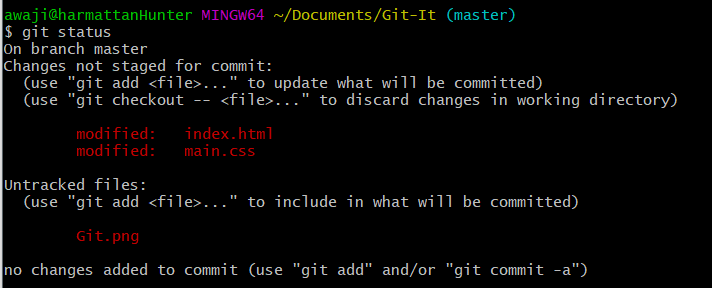 awaji@harmattanHunter MINGW64 ~/Documents/Git-It (master)
$ git status
On branch master
Changes not staged for commit:
  (use "git add <file>..." to update what will be committed)
  (use "git checkout -- <file>..." to discard changes in working directory)

        modified:   index.html
        modified:   main.css

Untracked files:
  (use "git add <file>..." to include in what will be committed)

        Git.png

no changes added to commit (use "git add" and/or "git commit -a")